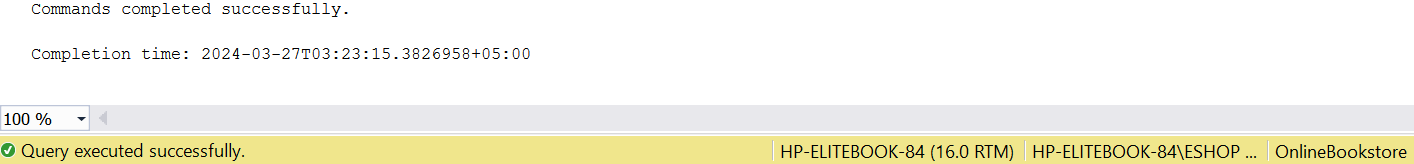 Commands completed successfully.
Completion time: 2024-03-27T03:23:15.3826958+05:00
100 %
Query executed successfully. HP-ELITEBOOK-84 (16.0 RTM) HP-ELITEBOOK-84\ESHOP ... OnlineBookstore